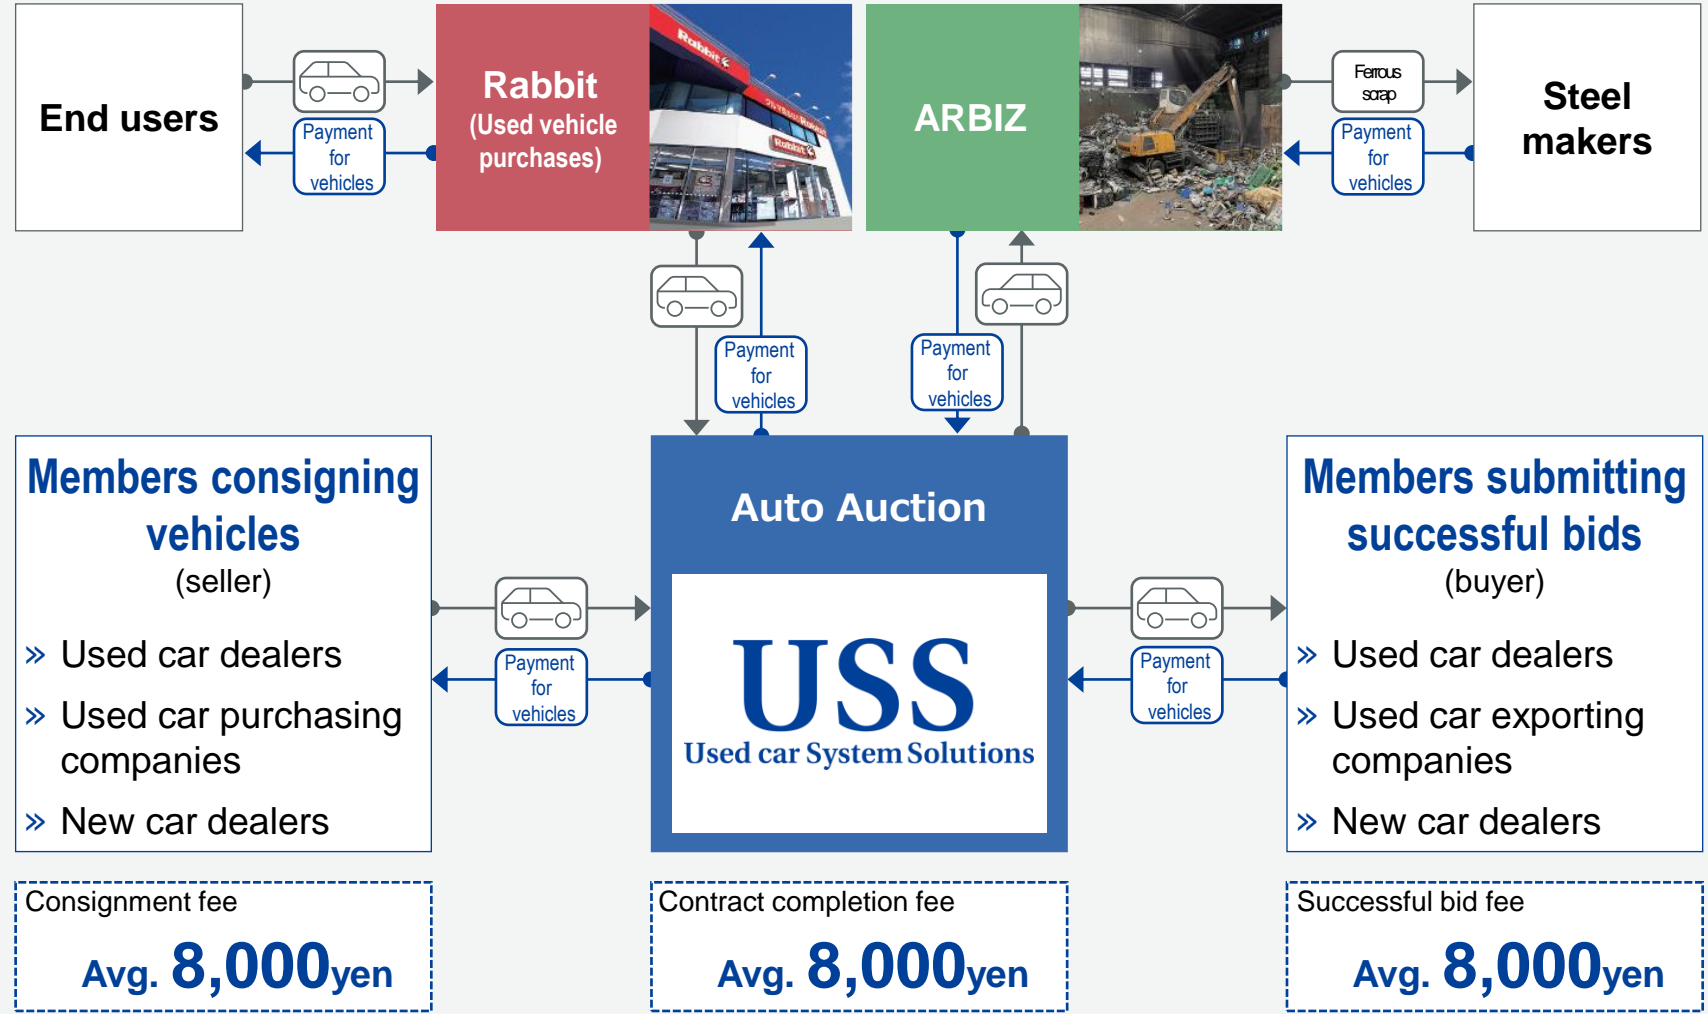 End users
Payment
for
vehicles
Rabbit
(Used vehicle
purchases)
Rabbit
Rabbit
Rabbit
ARBIZ
Ferrous
scrap
Payment
for
vehicles
Steel
makers
Payment
for
vehicles
Payment
for
vehicles
Members consigning
vehicles
(seller)
» Used car dealers
» Used car purchasing
companies
» New car dealers
Payment
for
vehicles
Auto Auction
USS
Used car System Solutions
Payment
for
vehicles
Members submitting
successful bids
(buyer)
» Used car dealers
» Used car exporting
companies
» New car dealers
Consignment fee
Avg. 8,000yen
Contract completion fee
Avg. 8,000yen
Successful bid fee
Avg. 8,000yen